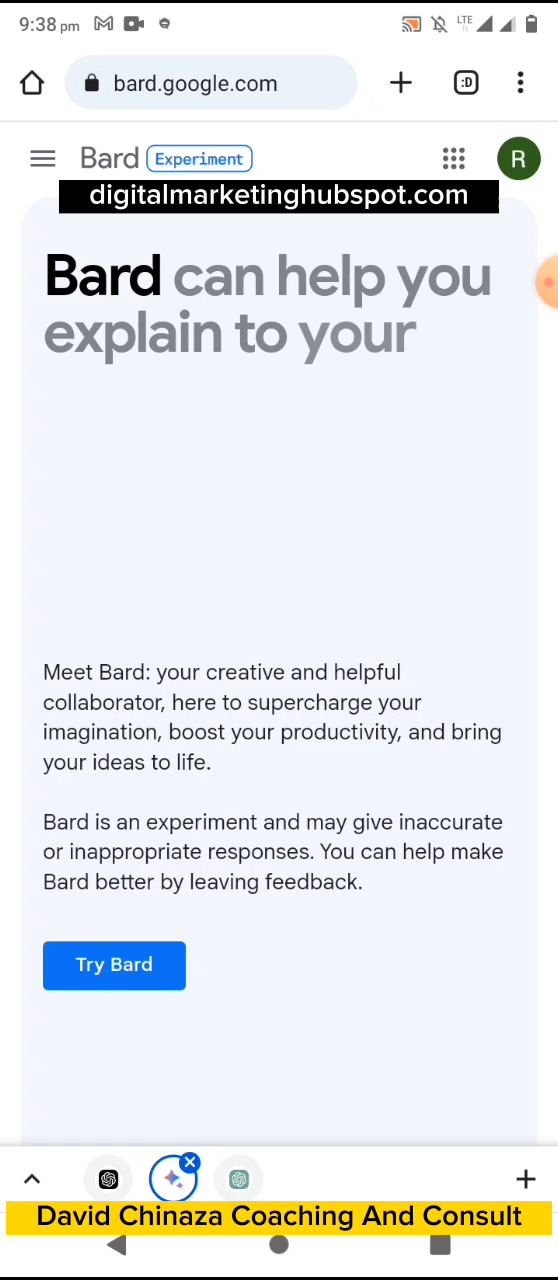 9:38 pm
LTE
bard.google.com
:D
Bard Experiment
R
digitalmarketinghubspot.com
Bard can help you
explain to your
Meet Bard: your creative and helpful
collaborator, here to supercharge your
imagination, boost your productivity, and bring
your ideas to life.
Bard is an experiment and may give inaccurate
or inappropriate responses. You can help make
Bard better by leaving feedback.
Try Bard
David Chinaza Coaching And Consult